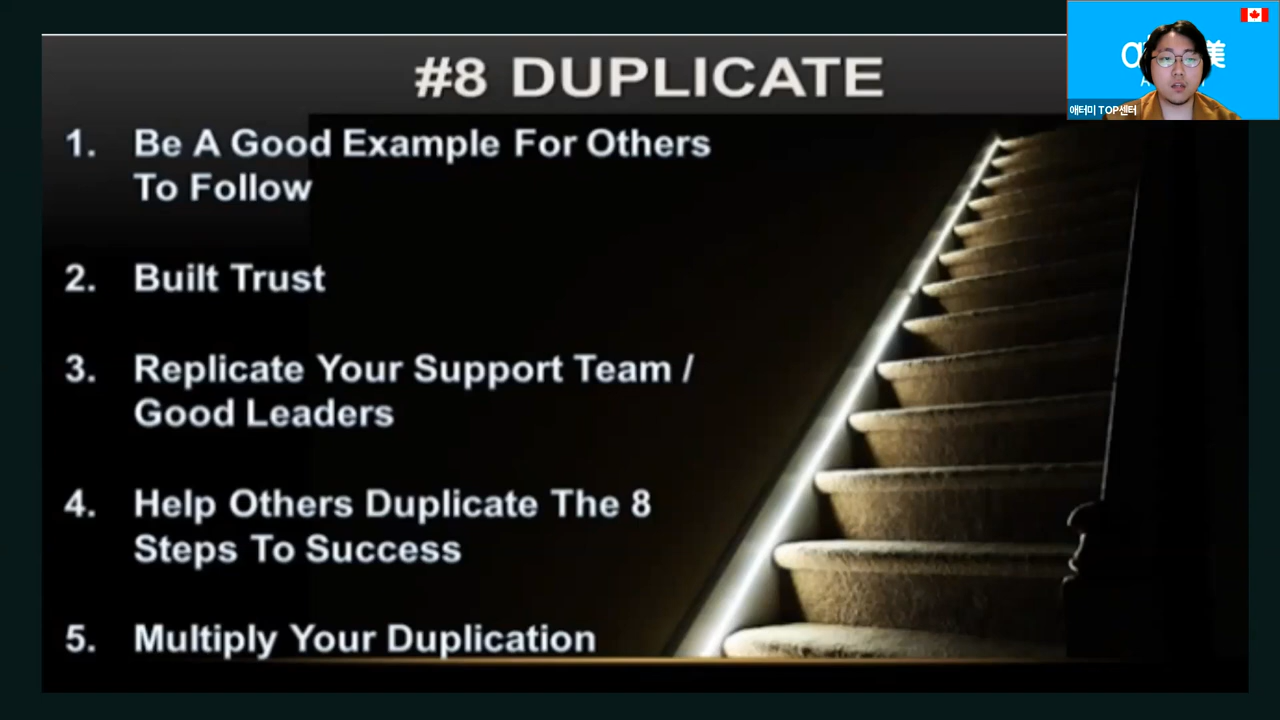 #8 DUPLICATE
1. Be A Good Example For Others
To Follow
2. Built Trust
3. Replicate Your Support Team /
Good Leaders
4. Help Others Duplicate The 8
Steps To Success
5. Multiply Your Duplication
美
애터미 TOP센터